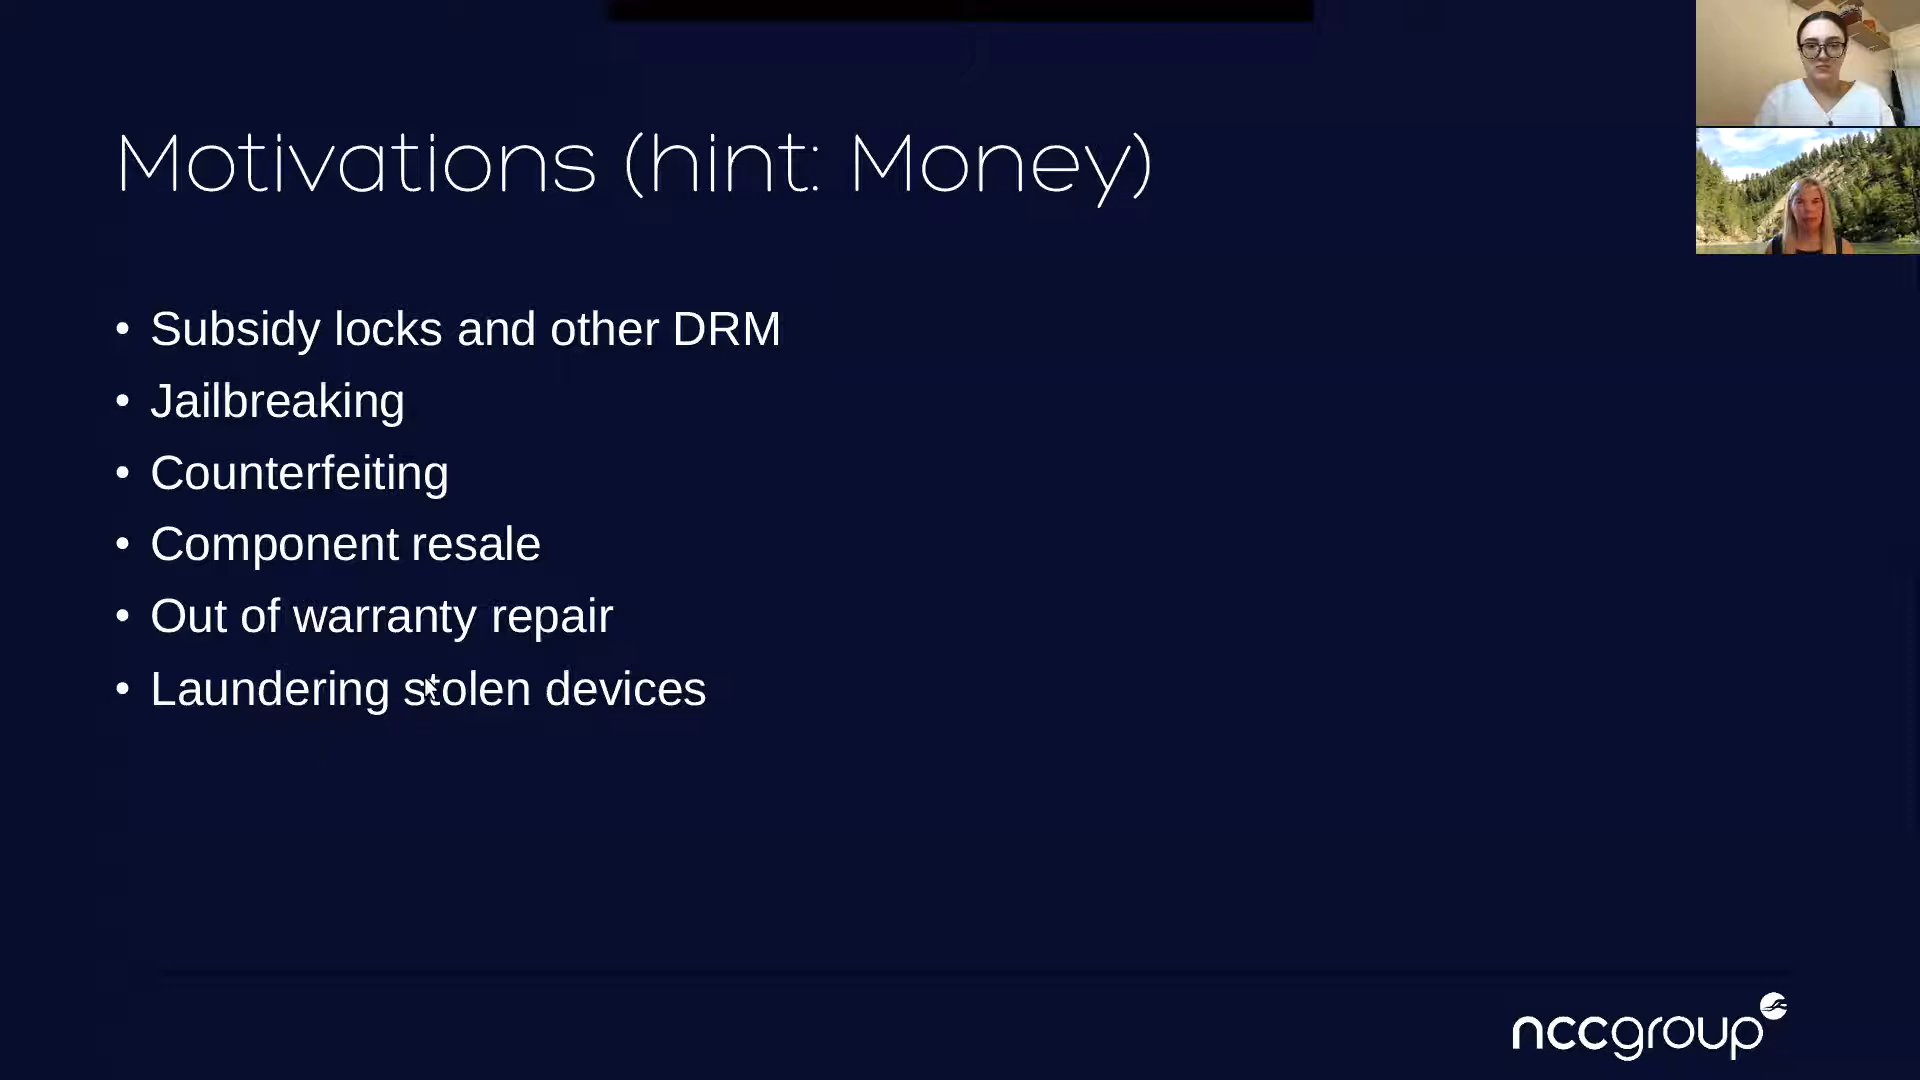 Motivations (hint: Money)
• Subsidy locks and other DRM
• Jailbreaking
• Counterfeiting
• Component resale
• Out of warranty repair
• Laundering stolen devices
nccgroup